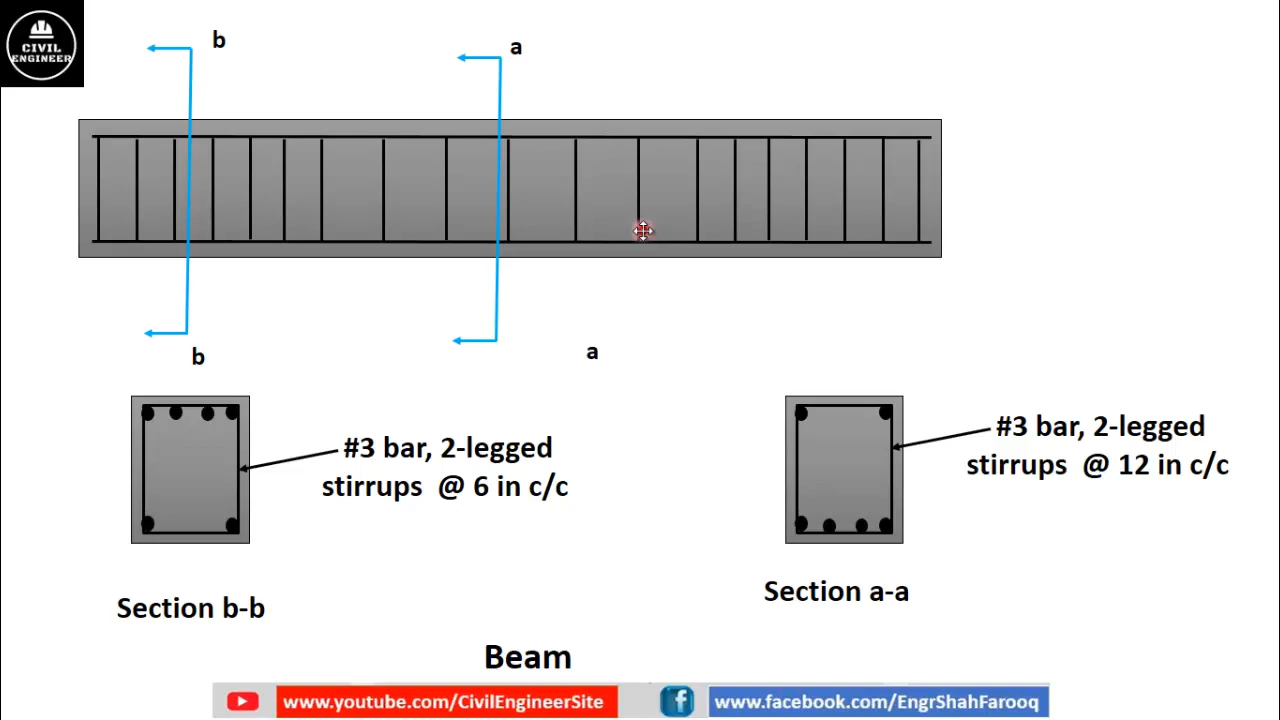 CIVIL
ENGINEER
b
a
b
a
#3 bar, 2-legged
stirrups @ 6 in c/c
#3 bar, 2-legged
stirrups @ 12 in c/c
Section b-b
Section a-a
Beam
www.youtube.com/CivilEngineerSite
www.facebook.com/EngrShahFarooq